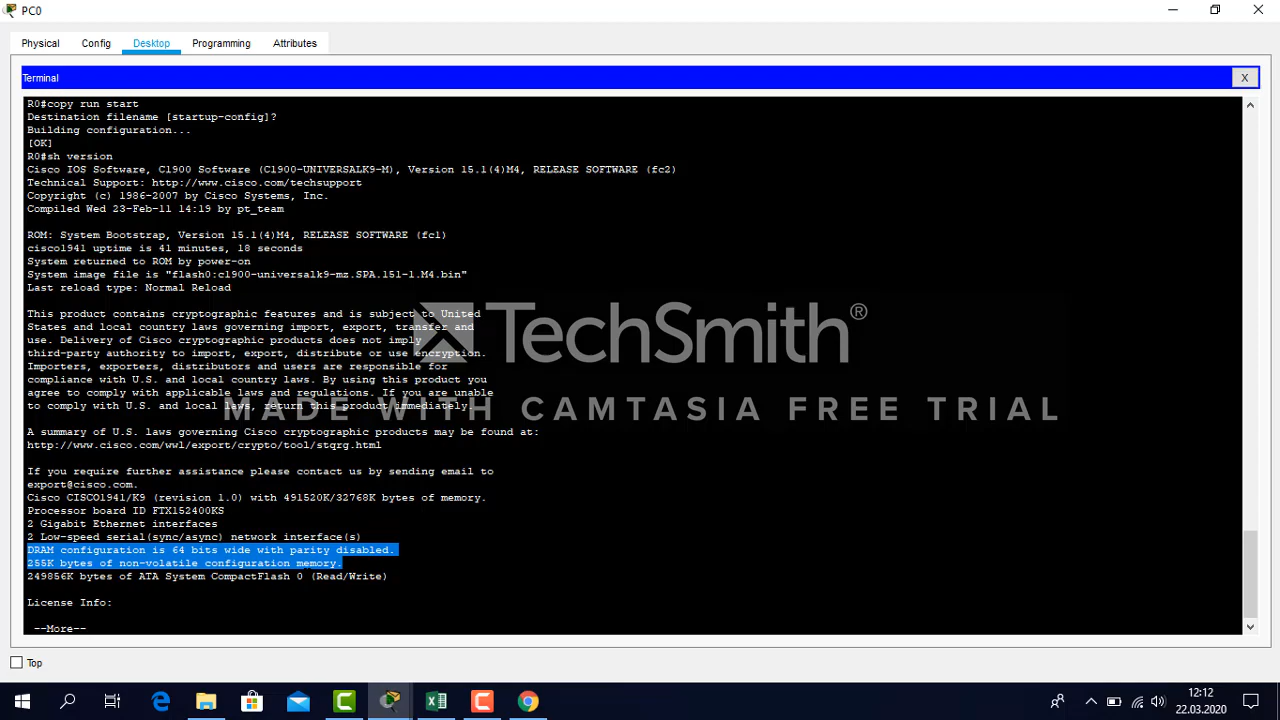 PC0
Physical Config Desktop Programming Attributes
Terminal X
R0#copy run start
Destination filename [startup-config]?
Building configuration...
[OK]
R0#sh version
Cisco IOS Software, C1900 Software (C1900-UNIVERSALK9-M), Version 15.1(4)M4, RELEASE SOFTWARE (fc2)
Technical Support: http://www.cisco.com/techsupport
Copyright (c) 1986-2007 by Cisco Systems, Inc.
Compiled Wed 23-Feb-11 14:19 by pt_team
ROM: System Bootstrap, Version 15.1(4)M4, RELEASE SOFTWARE (fc1)
cisco1941 uptime is 41 minutes, 18 seconds
System returned to ROM by power-on
System image file is "flash0:c1900-universalk9-mz.SPA.151-1.M4.bin"
Last reload type: Normal Reload
This product contains cryptographic features and is subject to United
States and local country laws governing import, export, transfer and
use. Delivery of Cisco cryptographic products does not imply
third-party authority to import, export, distribute or use encryption.
Importers, exporters, distributors and users are responsible for
compliance with U.S. and local country laws. By using this product you
agree to comply with applicable laws and regulations. If you are unable
to comply with U.S. and local laws, return this product immediately.
TechSmith®
MADE WITH CAMTASIA FREE TRIAL
A summary of U.S. laws governing Cisco cryptographic products may be found at:
http://www.cisco.com/wwl/export/crypto/tool/stqrg.html
If you require further assistance please contact us by sending email to
export@cisco.com.
Cisco CISCO1941/K9 (revision 1.0) with 491520K/32768K bytes of memory.
Processor board ID FTX152400KS
2 Gigabit Ethernet interfaces
2 Low-speed serial(sync/async) network interface(s)
DRAM configuration is 64 bits wide with parity disabled.
255K bytes of non-volatile configuration memory.
249856K bytes of ATA System CompactFlash 0 (Read/Write)
License Info:
--More--
Top
12:12
22.03.2020